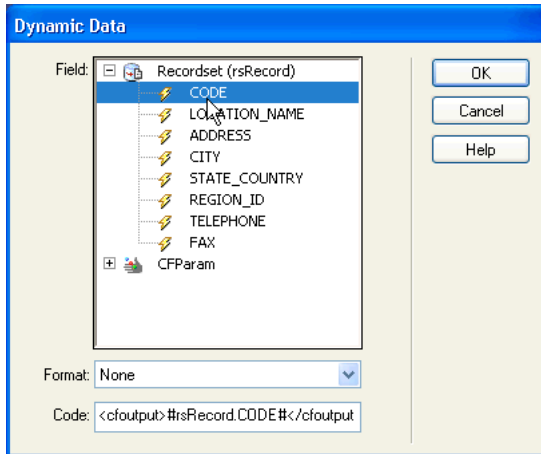 Dynamic Data
Field:
Recordset (rsRecord)
CODE
LOCATION_NAME
ADDRESS
CITY
STATE_COUNTRY
REGION_ID
TELEPHONE
FAX
CFParam
OK
Cancel
Help
Format: None
Code: <cfoutput>#rsRecord.CODE#</cfoutput